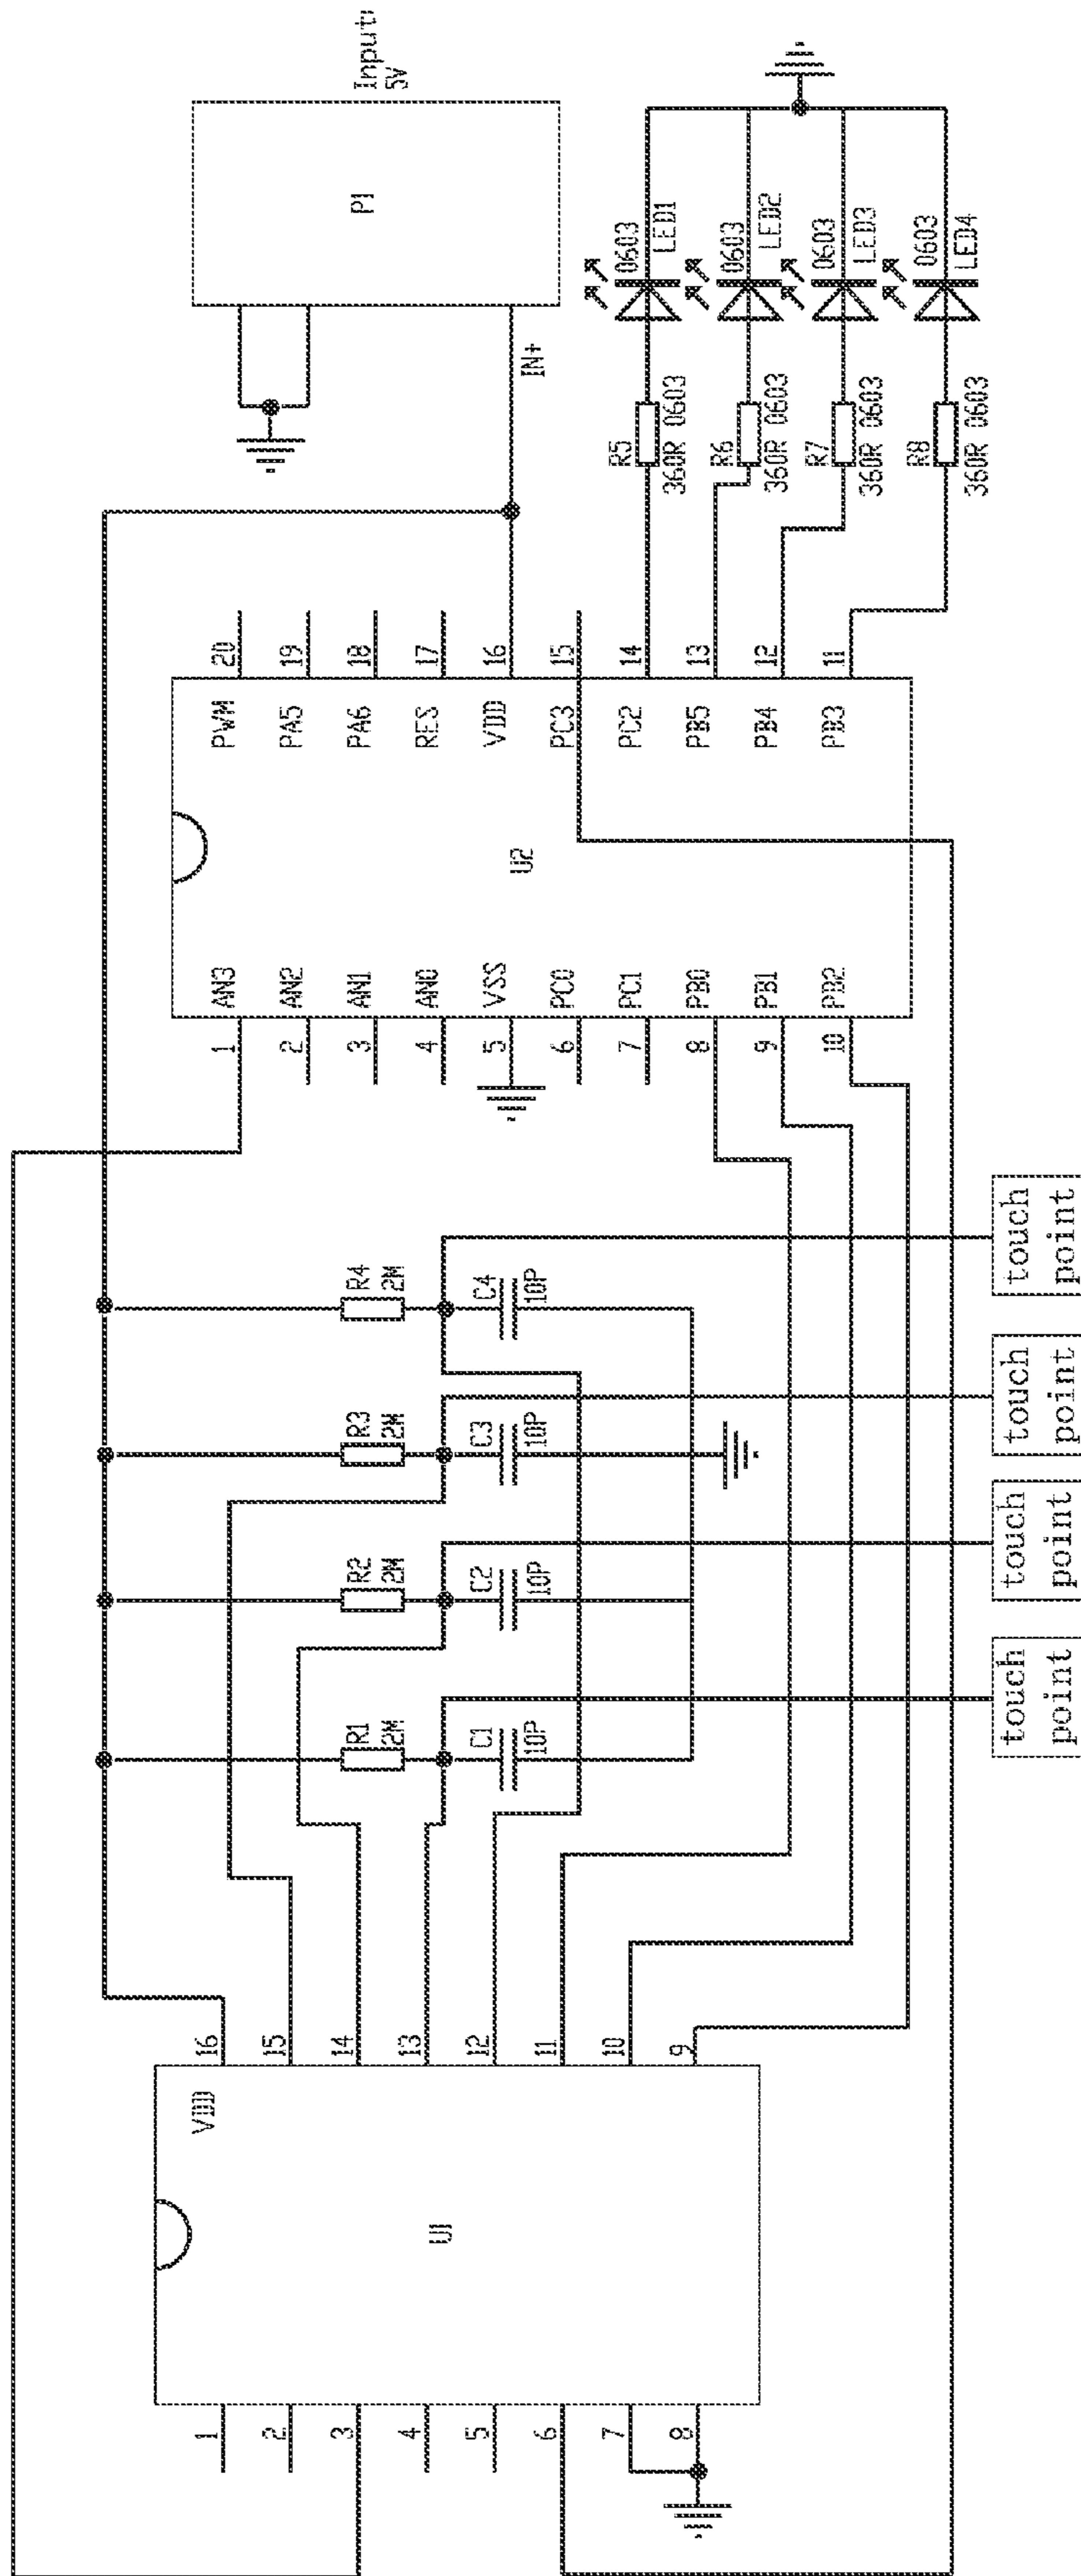 U1
VDD
1
2
3
4
5
6
7
8
16
15
14
13
12
11
10
9
R1
2M
C1
10P
R2
2M
C2
10P
R3
2M
C3
10P
R4
2M
C4
10P
touch
point
touch
point
touch
point
touch
point
U2
1
AN3
2
AN2
3
AN1
4
AN0
5
VSS
6
PC0
7
PC1
8
PB0
9
PB1
10
PB2
PWM
20
PA5
19
PA6
18
RES
17
VDD
16
PC3
15
PC2
14
PB5
13
PB4
12
PB3
11
IN+
P1
Input
5V
R5
360R 0603
0603
LED1
R6
360R 0603
0603
LED2
R7
360R 0603
0603
LED3
R8
360R 0603
0603
LED4